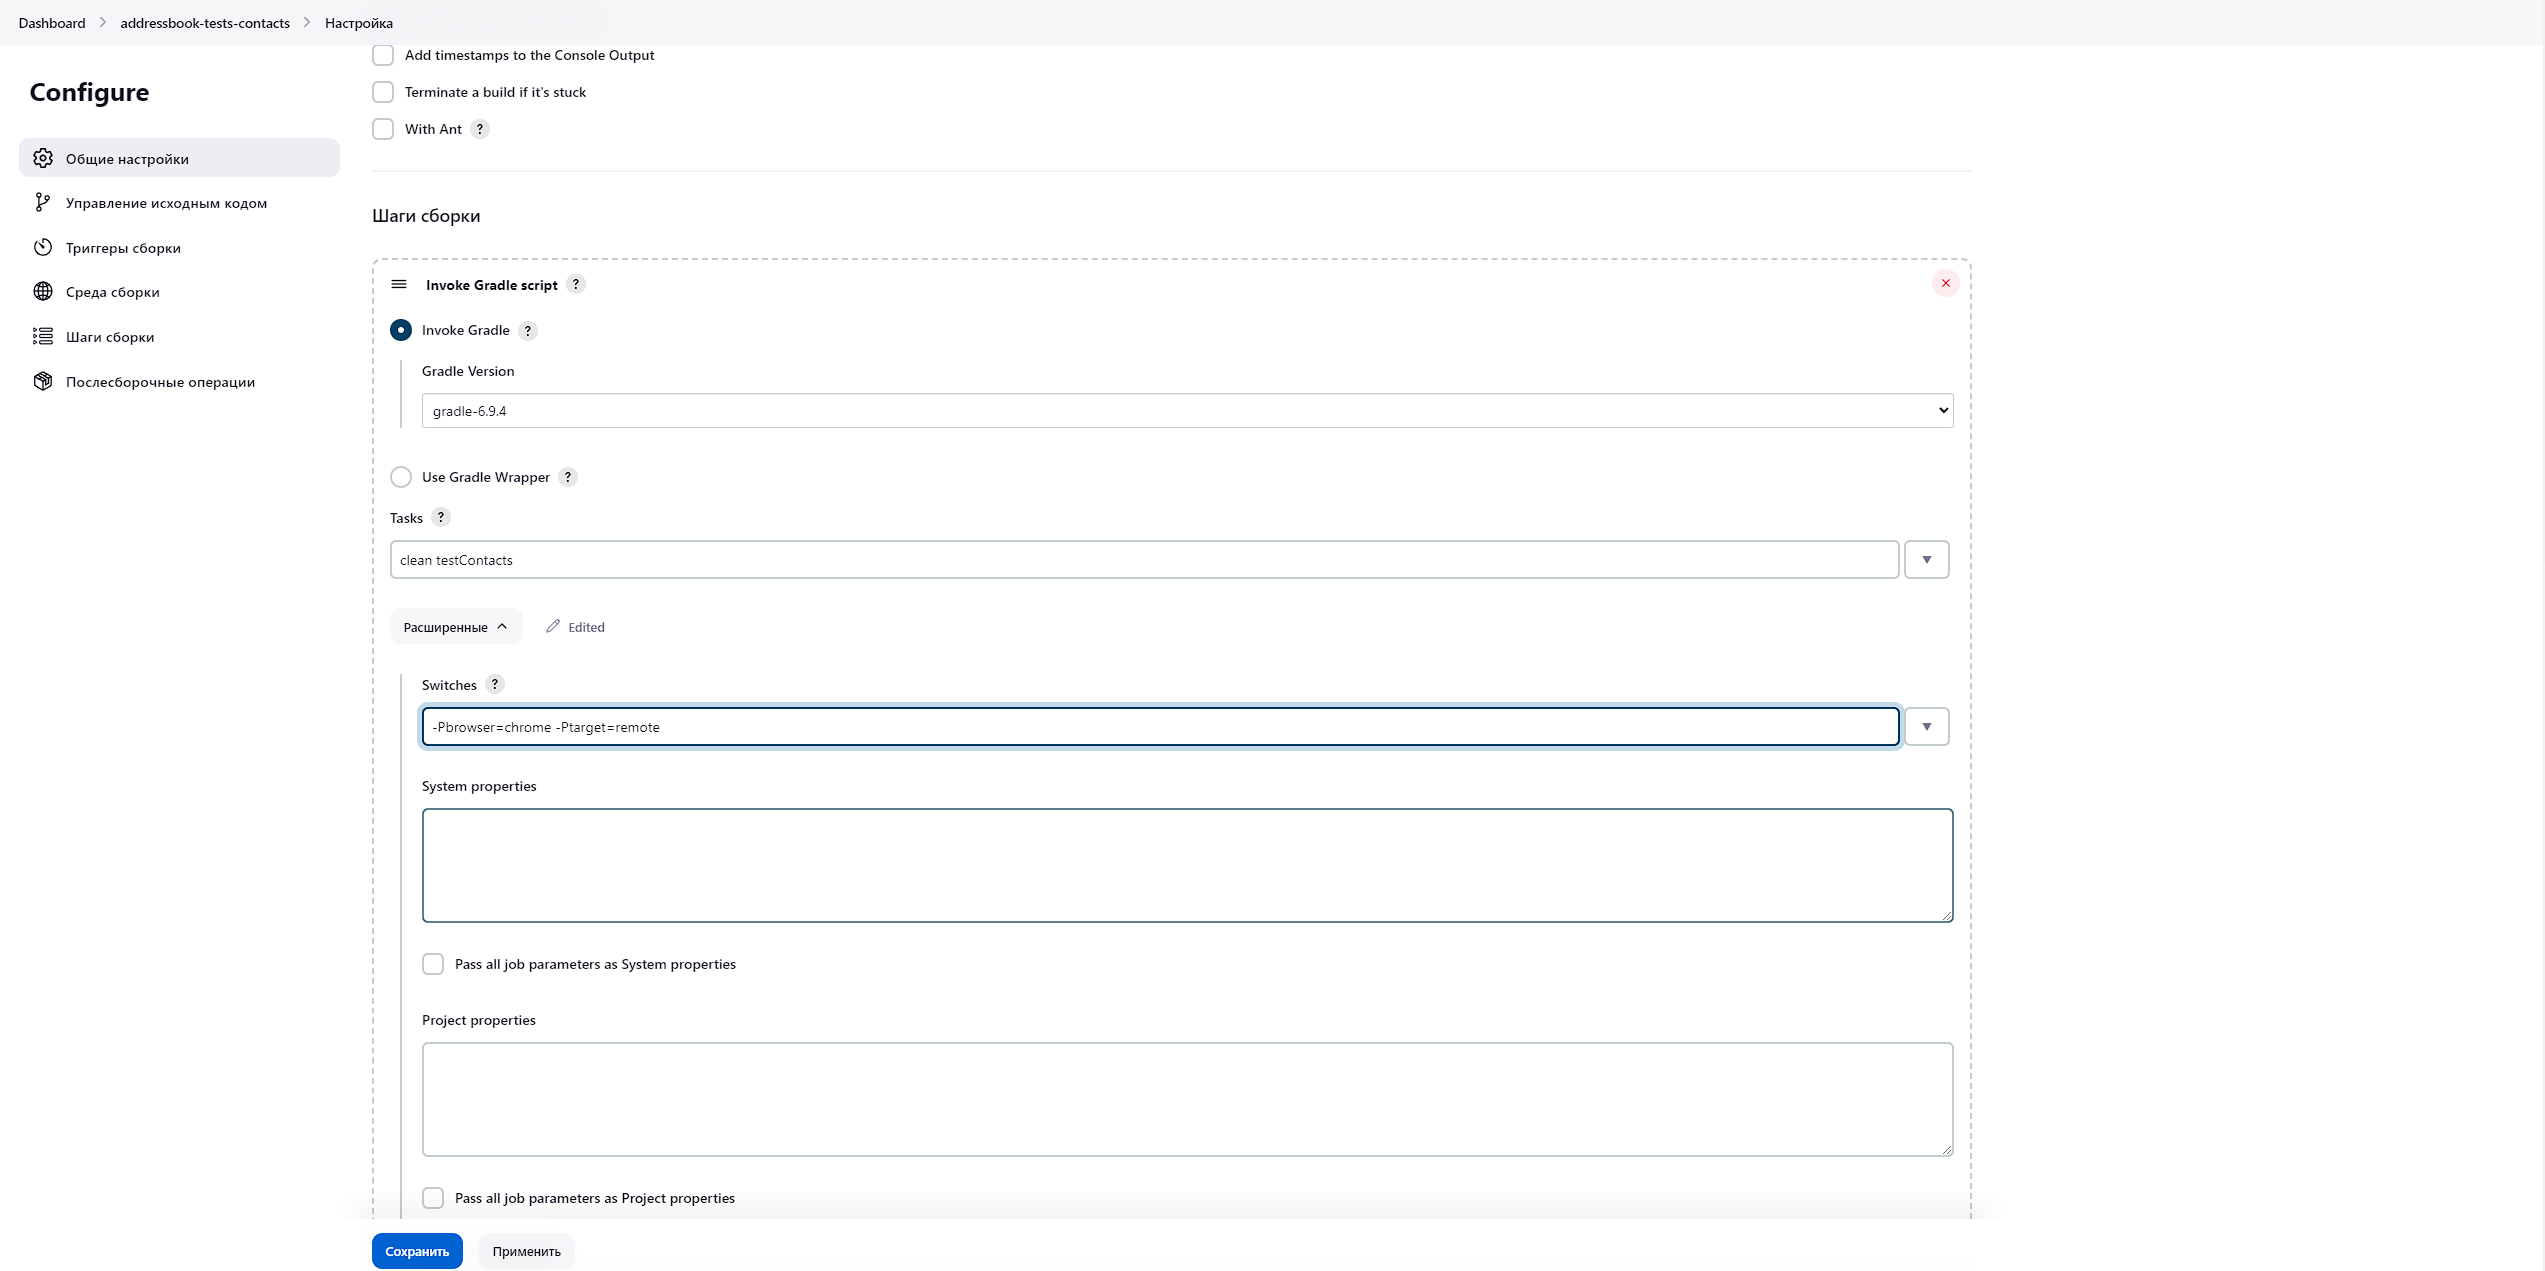 Dashboard > addressbook-tests-contacts > Настройка
Configure
Общие настройки
Управление исходным кодом
Триггеры сборки
Среда сборки
Шаги сборки
Послесборочные операции
Add timestamps to the Console Output
Terminate a build if it's stuck
With Ant ?
Шаги сборки
Invoke Gradle script ?
Invoke Gradle ?
Gradle Version
gradle-6.9.4
Use Gradle Wrapper ?
Tasks ?
clean testContacts
Расширенные
Edited
Switches ?
-Pbrowser=chrome -Ptarget=remote
System properties
Pass all job parameters as System properties
Project properties
Pass all job parameters as Project properties
Сохранить
Применить